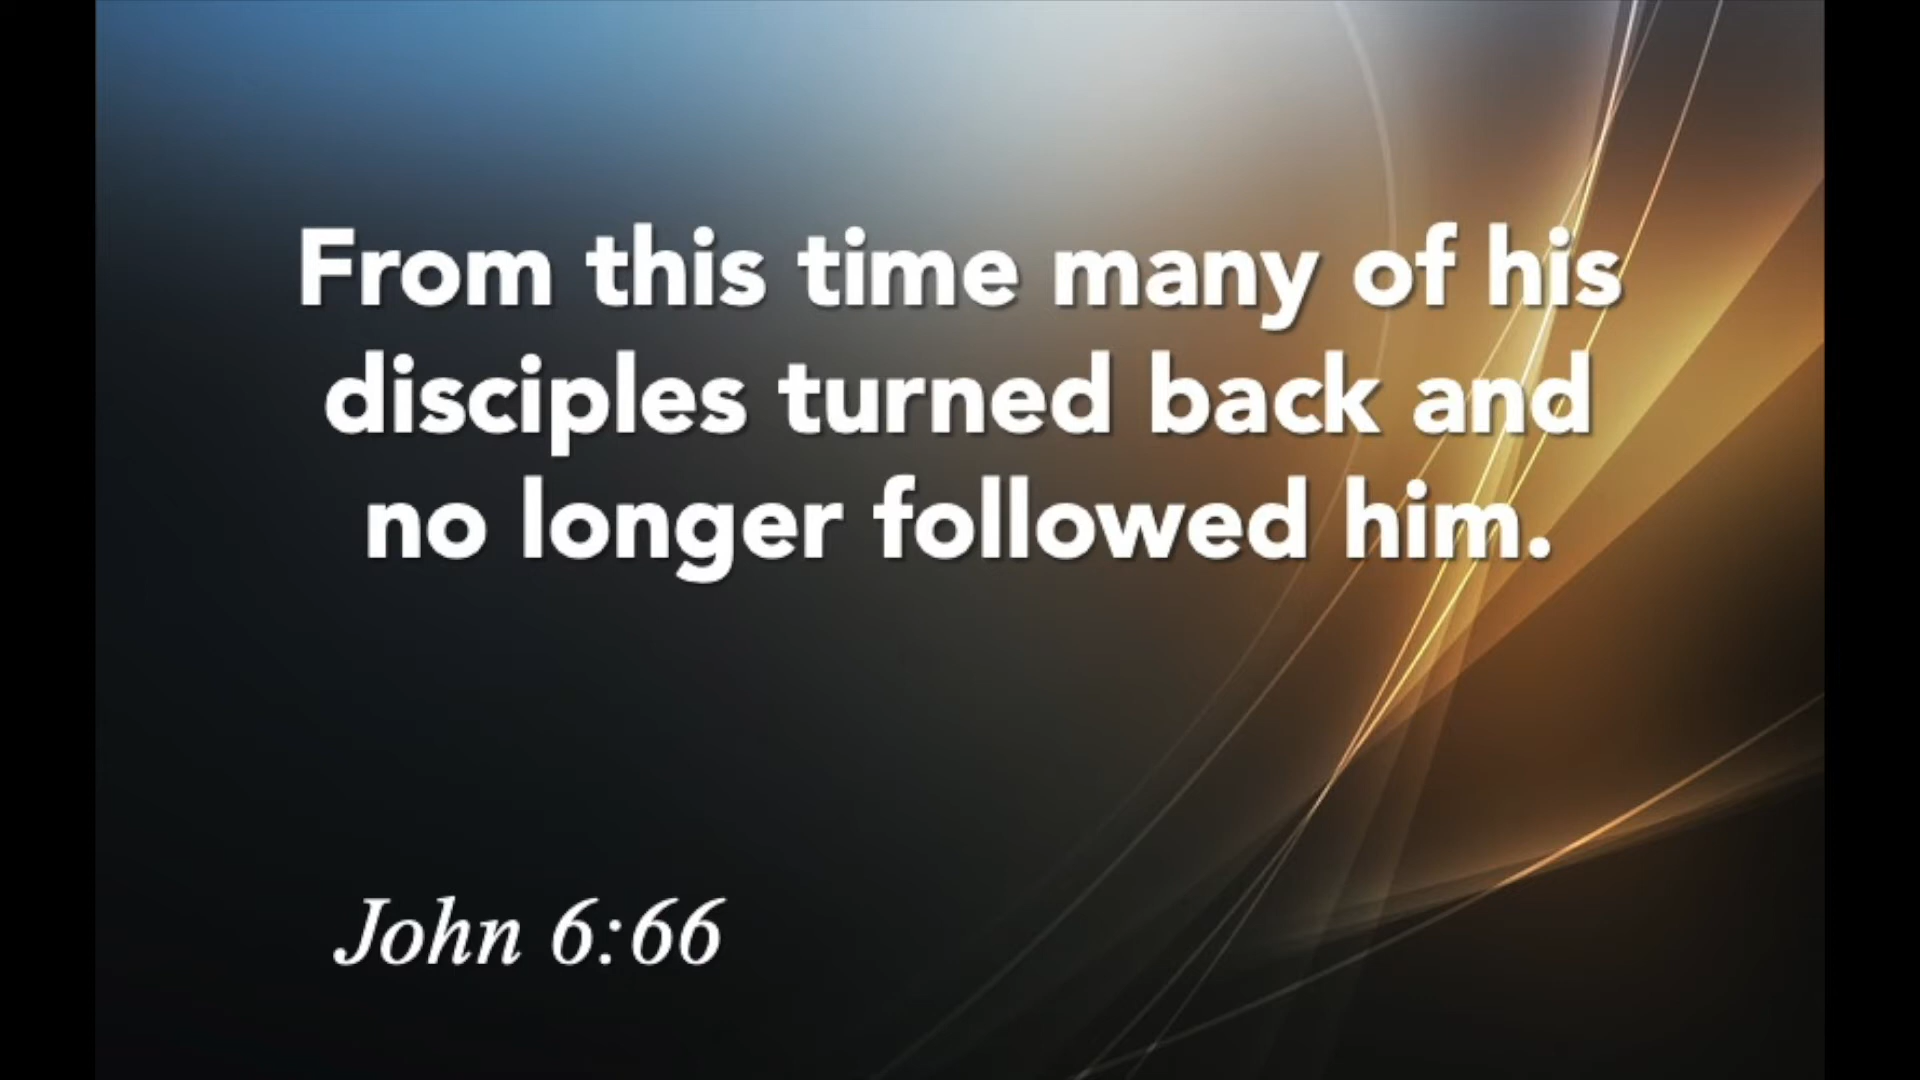 From this time many of his
disciples turned back and
no longer followed him.
John 6:66